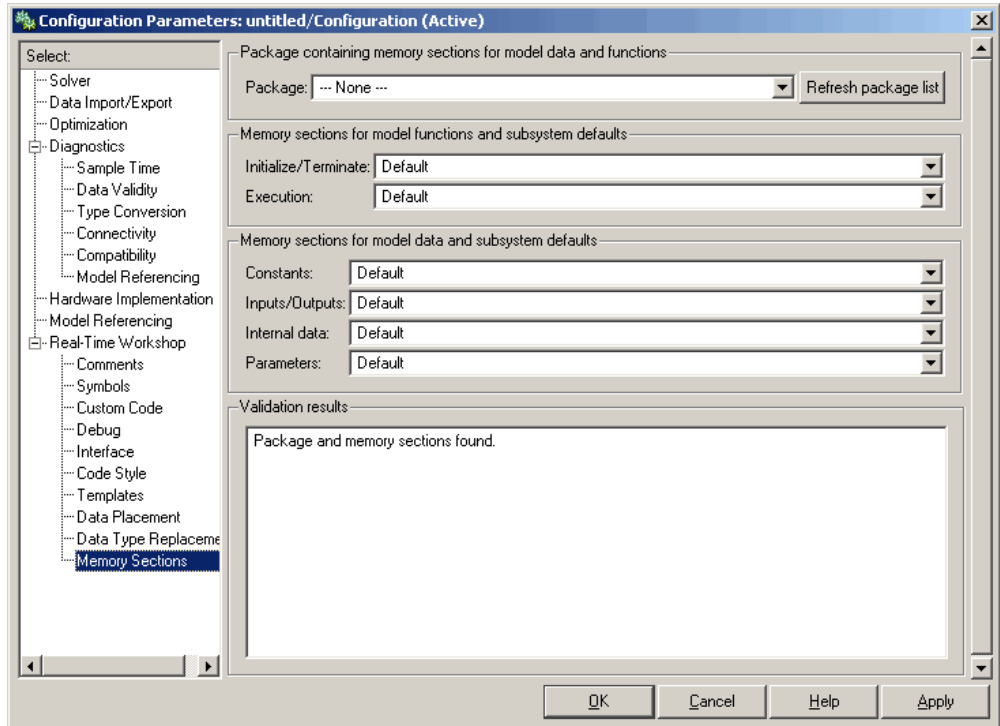 Configuration Parameters: untitled/Configuration (Active)
Select:
Solver
Data Import/Export
Optimization
Diagnostics
Sample Time
Data Validity
Type Conversion
Connectivity
Compatibility
Model Referencing
Hardware Implementation
Model Referencing
Real-Time Workshop
Comments
Symbols
Custom Code
Debug
Interface
Code Style
Templates
Data Placement
Data Type Replaceme
Memory Sections
Package containing memory sections for model data and functions
Package: --- None --- Refresh package list
Memory sections for model functions and subsystem defaults
Initialize/Terminate: Default
Execution: Default
Memory sections for model data and subsystem defaults
Constants: Default
Inputs/Outputs: Default
Internal data: Default
Parameters: Default
Validation results
Package and memory sections found.
OK Cancel Help Apply